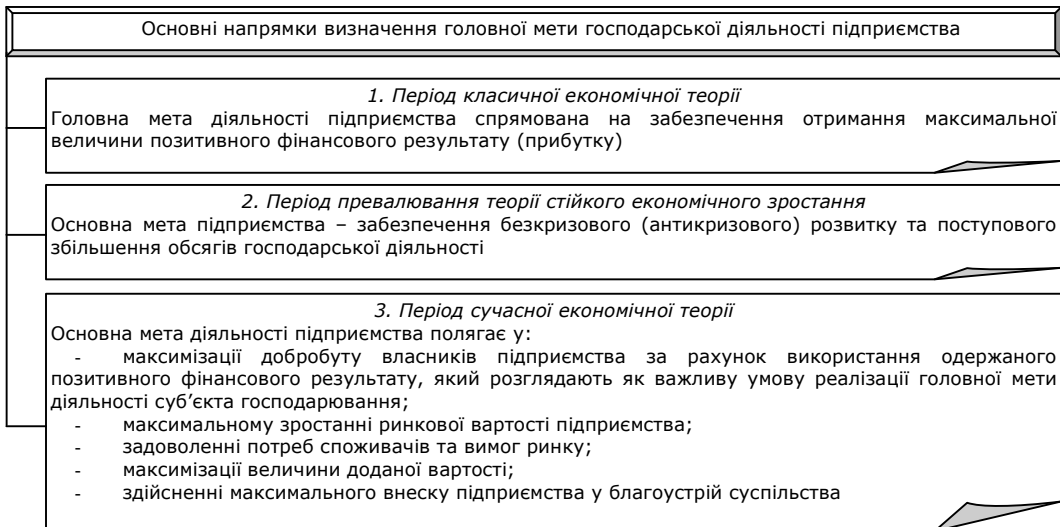 Основні напрямки визначення головної мети господарської діяльності підприємства
1. Період класичної економічної теорії
Головна мета діяльності підприємства спрямована на забезпечення отримання максимальної
величини позитивного фінансового результату (прибутку)
2. Період превалювання теорії стійкого економічного зростання
Основна мета підприємства – забезпечення безкризового (антикризового) розвитку та поступового
збільшення обсягів господарської діяльності
3. Період сучасної економічної теорії
Основна мета діяльності підприємства полягає у:
- максимізації добробуту власників підприємства за рахунок використання одержаного
позитивного фінансового результату, який розглядають як важливу умову реалізації головної мети
діяльності суб’єкта господарювання;
- максимальному зростанні ринкової вартості підприємства;
- задоволенні потреб споживачів та вимог ринку;
- максимізації величини доданої вартості;
- здійсненні максимального внеску підприємства у благоустрій суспільства